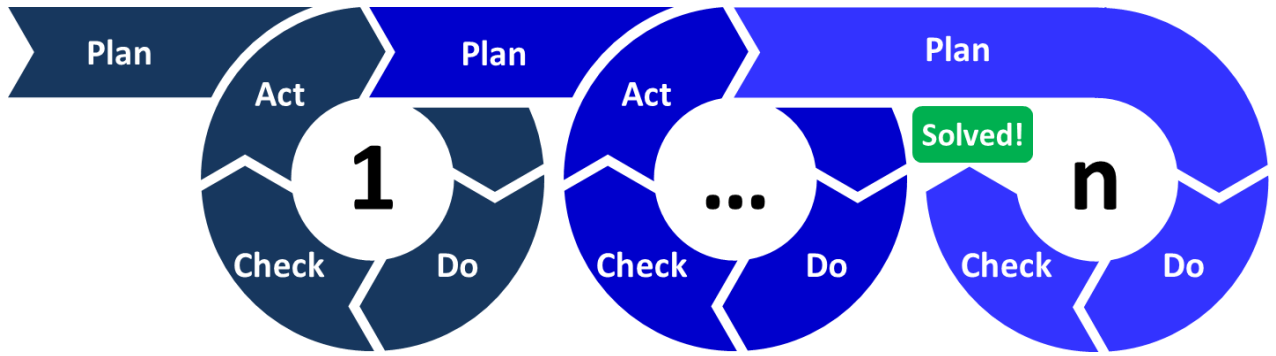 Plan
Act
1
Check
Do
Plan
Act
...
Check
Do
Plan
Solved!
n
Check
Do